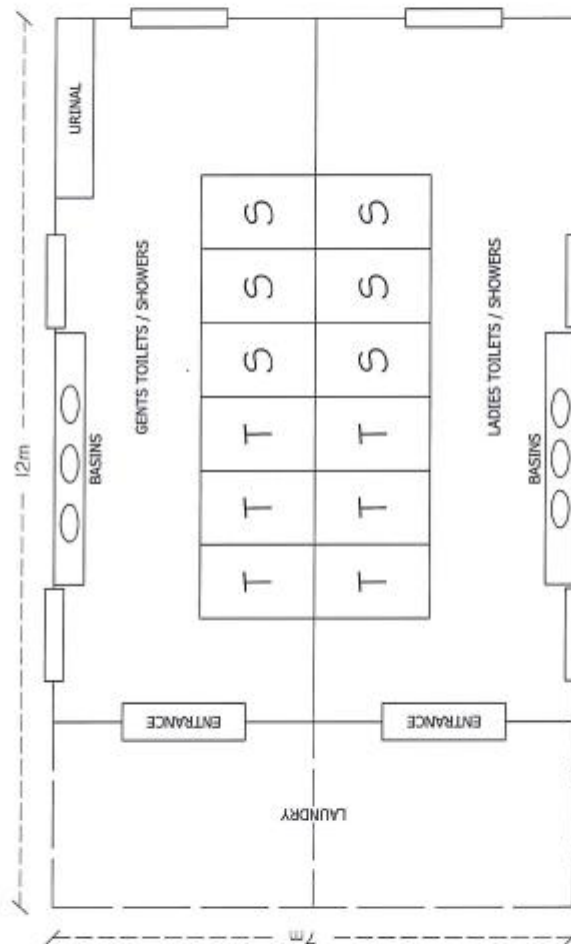 URINAL
GENTS TOILETS / SHOWERS
12m
BASINS
S
S
S
S
S
S
T
T
T
T
T
T
LADIES TOILETS / SHOWERS
BASINS
ENTRANCE
ENTRANCE
LAUNDRY
7m